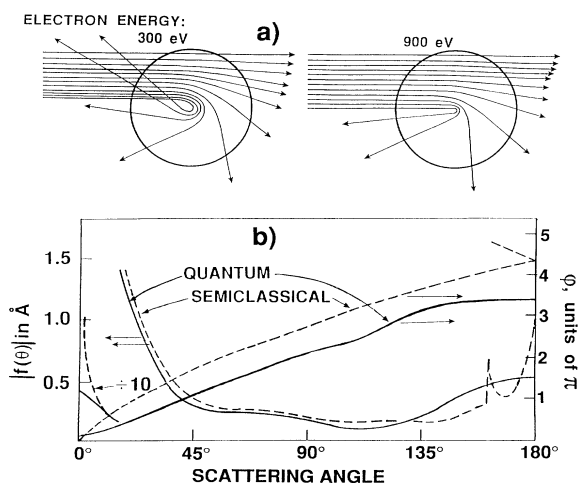 ELECTRON ENERGY:
300 eV
a)
900 eV
b)
QUANTUM
SEMICLASSICAL
÷10
1.5
1.0
0.5
|f(θ)| in Å
5
4
3
2
1
φ, units of π
0° 45° 90° 135° 180°
SCATTERING ANGLE